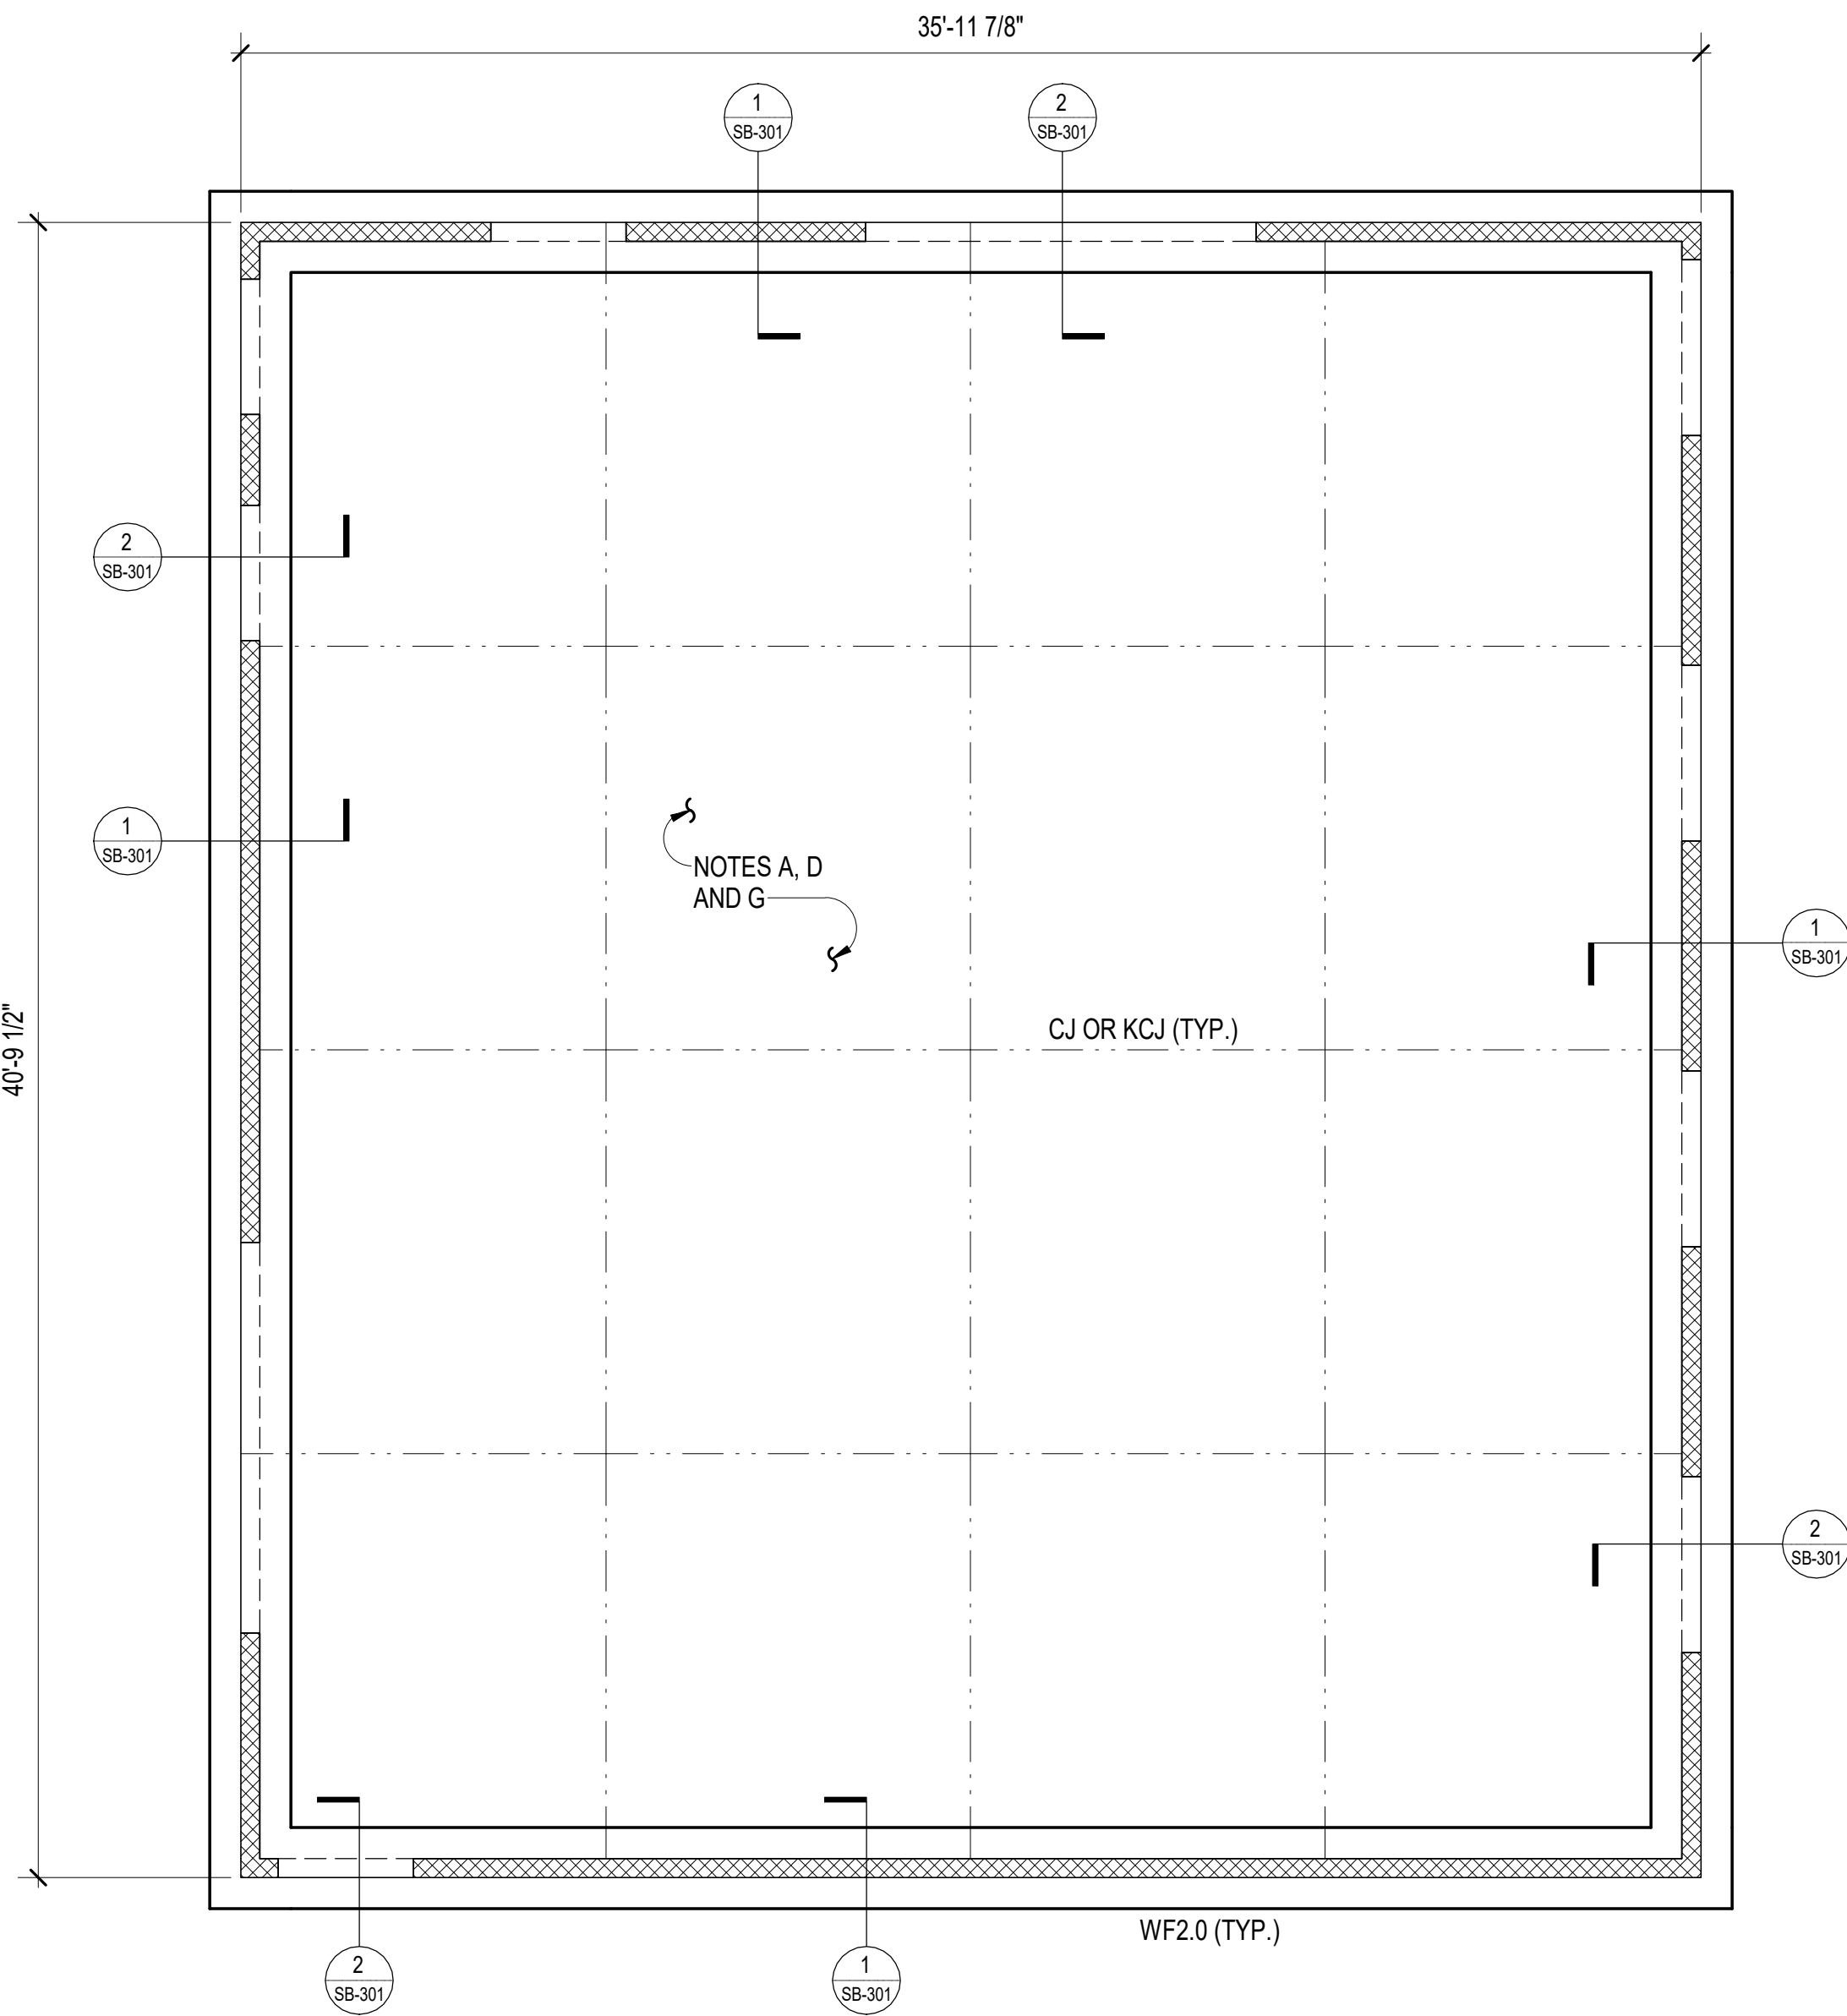 35'-11 7/8"
1
SB-301
2
SB-301
2
SB-301
1
SB-301
NOTES A, D
AND G
1
SB-301
40'-9 1/2"
CJ OR KCJ (TYP.)
2
SB-301
WF2.0 (TYP.)
2
SB-301
1
SB-301